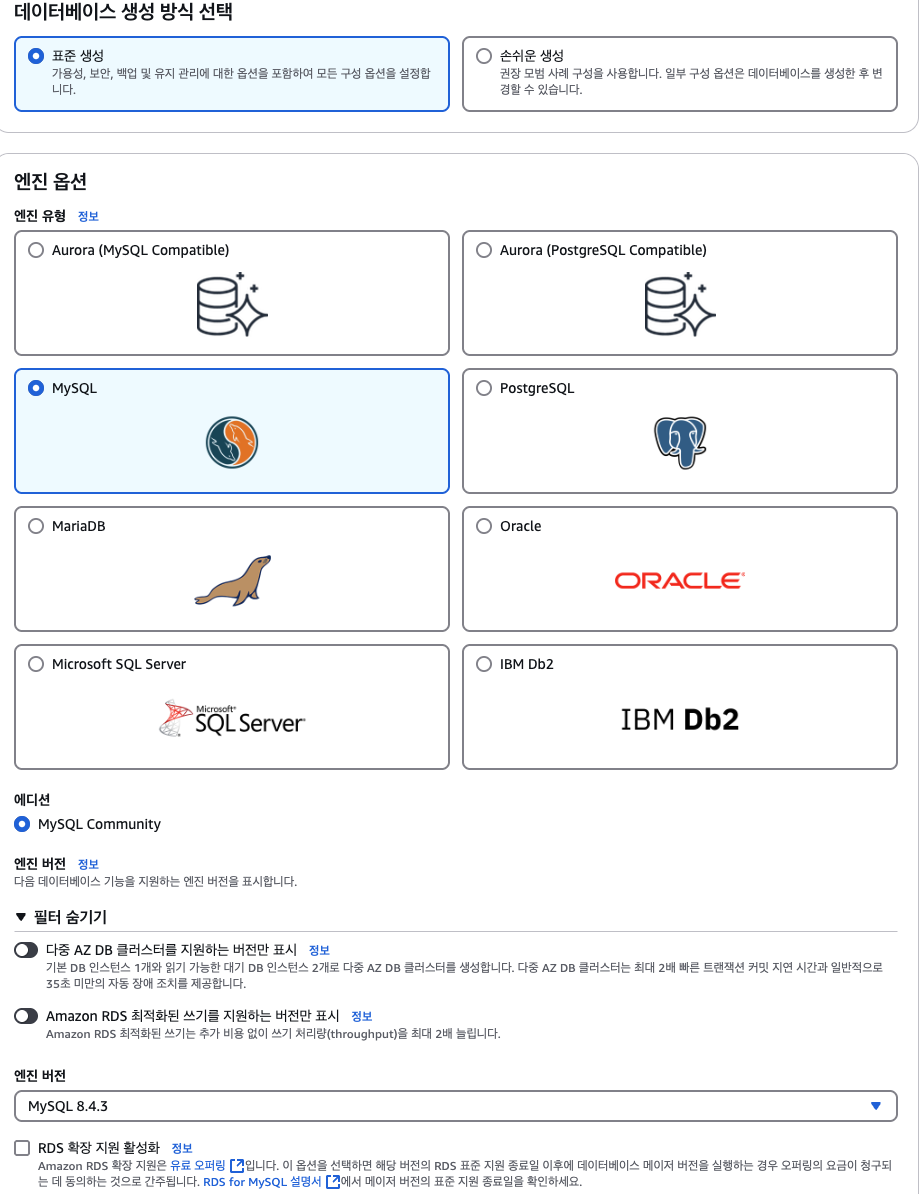 데이터베이스 생성 방식 선택
표준 생성
가용성, 보안, 백업 및 유지 관리에 대한 옵션을 포함하여 모든 구성 옵션을 설정합
니다.
손쉬운 생성
권장 모범 사례 구성을 사용합니다. 일부 구성 옵션은 데이터베이스를 생성한 후 변
경할 수 있습니다.
엔진 옵션
엔진 유형 정보
Aurora (MySQL Compatible)
Aurora (PostgreSQL Compatible)
MySQL
PostgreSQL
MariaDB
Oracle
ORACLE
Microsoft SQL Server
Microsoft®
SQL Server
IBM Db2
IBM Db2
에디션
MySQL Community
엔진 버전 정보
다음 데이터베이스 기능을 지원하는 엔진 버전을 표시합니다.
필터 숨기기
다중 AZ DB 클러스터를 지원하는 버전만 표시 정보
기본 DB 인스턴스 1개와 읽기 가능한 대기 DB 인스턴스 2개로 다중 AZ DB 클러스터를 생성합니다. 다중 AZ DB 클러스터는 최대 2배 빠른 트랜잭션 커밋 지연 시간과 일반적으로
35초 미만의 자동 장애 조치를 제공합니다.
Amazon RDS 최적화된 쓰기를 지원하는 버전만 표시 정보
Amazon RDS 최적화된 쓰기는 추가 비용 없이 쓰기 처리량(throughput)을 최대 2배 늘립니다.
엔진 버전
MySQL 8.4.3
RDS 확장 지원 활성화 정보
Amazon RDS 확장 지원은 유료 오퍼링입니다. 이 옵션을 선택하면 해당 버전의 RDS 표준 지원 종료일 이후에 데이터베이스 메이저 버전을 실행하는 경우 오퍼링의 요금이 청구되
는 데 동의하는 것으로 간주됩니다. RDS for MySQL 설명서에서 메이저 버전의 표준 지원 종료일을 확인하세요.